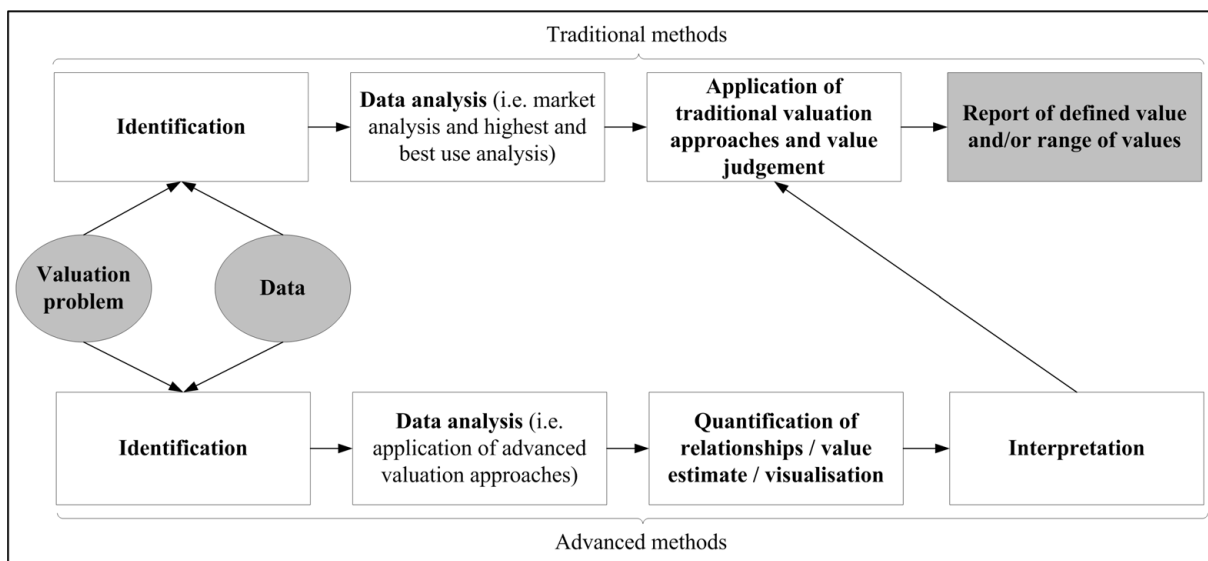 Traditional methods
Identification
Data analysis (i.e. market
analysis and highest and
best use analysis)
Application of
traditional valuation
approaches and value
judgement
Report of defined value
and/or range of values
Valuation
problem
Data
Identification
Data analysis (i.e.
application of advanced
valuation approaches)
Quantification of
relationships / value
estimate / visualisation
Interpretation
Advanced methods